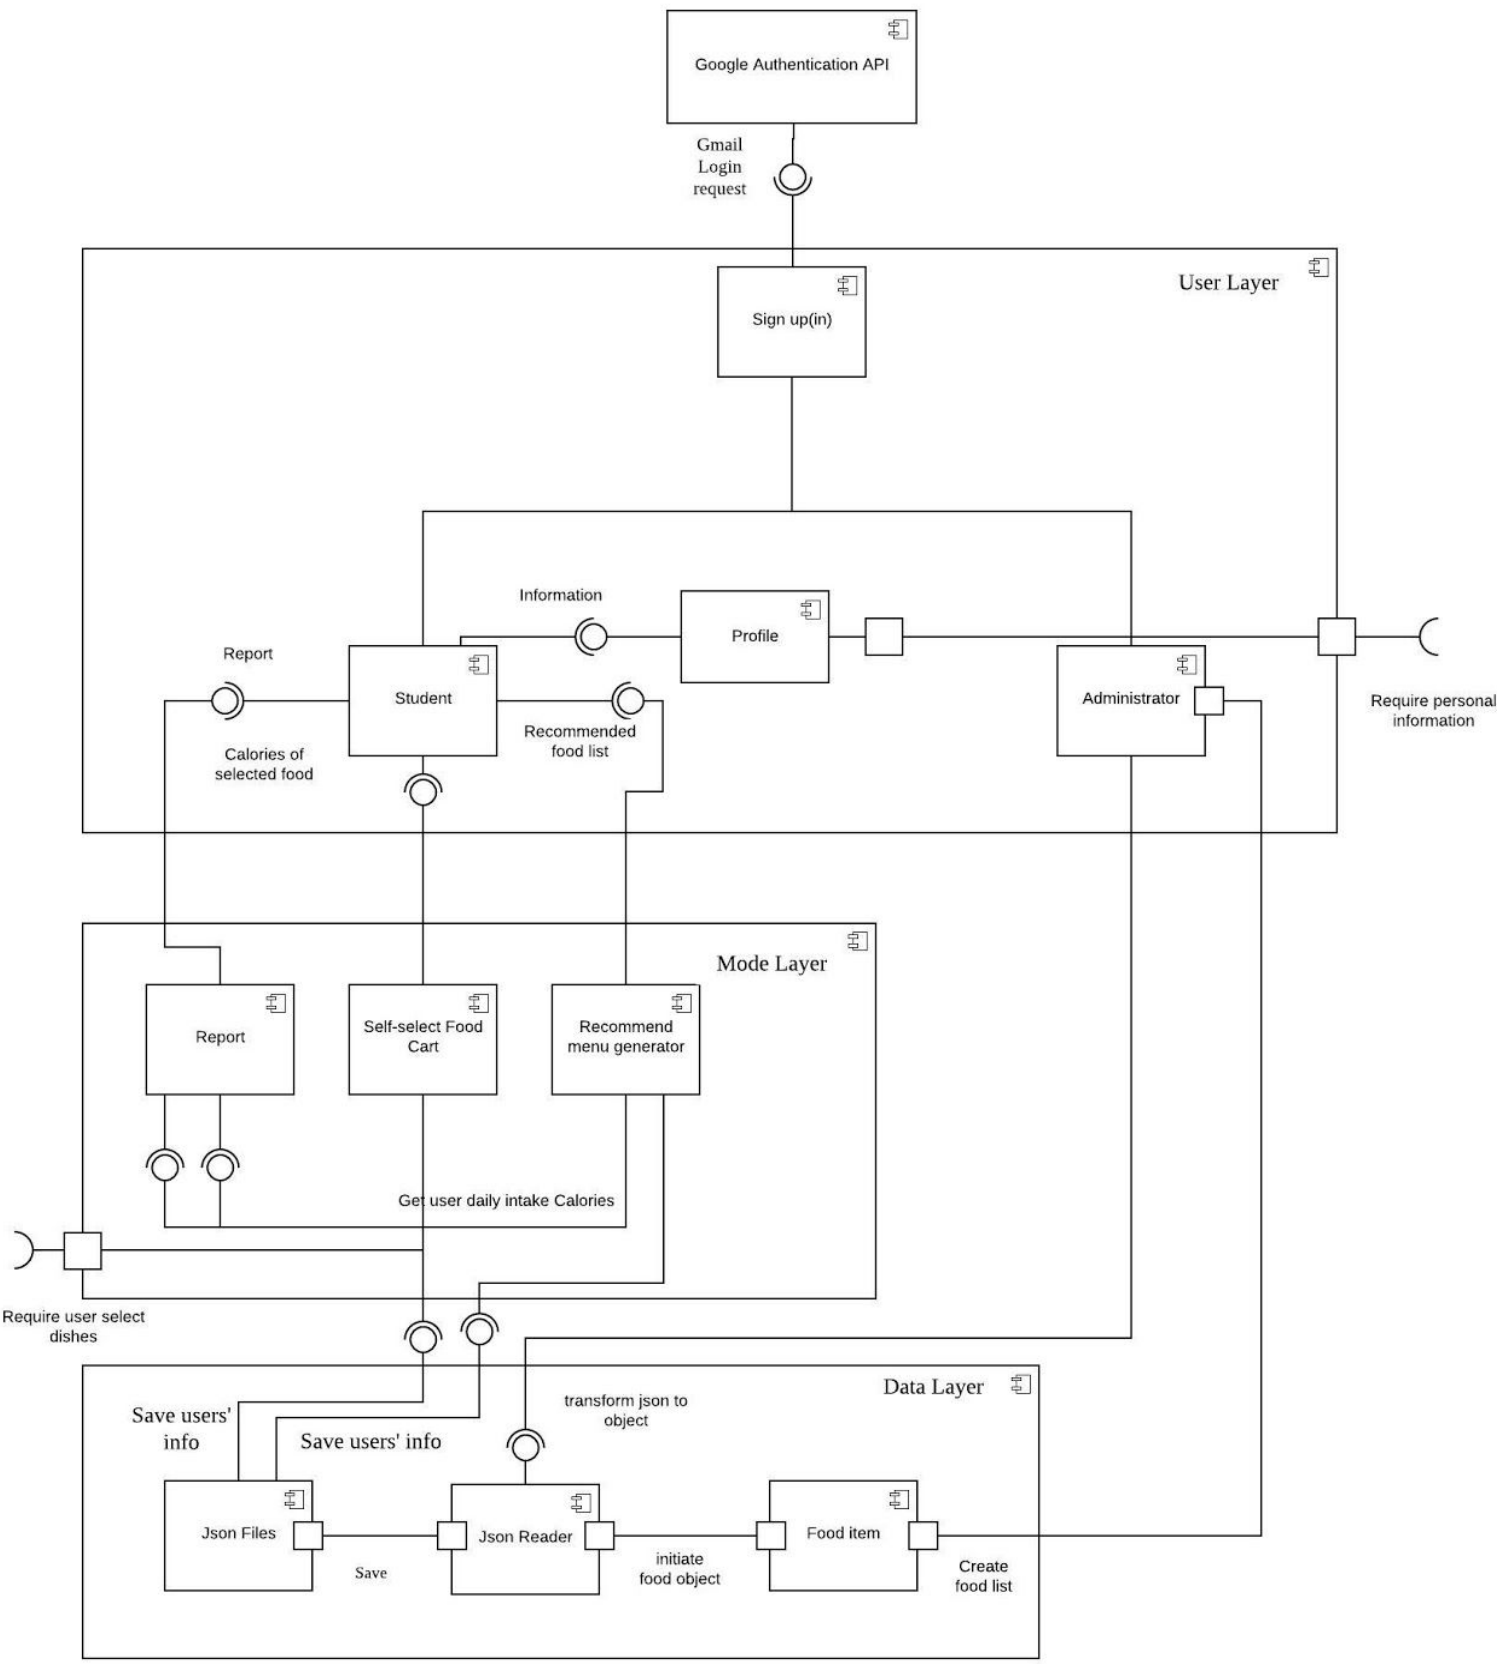 Google Authentication API
Gmail
Login
request
User Layer
Sign up(in)
Information
Profile
Report
Student
Administrator
Require personal
information
Recommended
food list
Calories of
selected food
Mode Layer
Report
Self-select Food
Cart
Recommend
menu generator
Get user daily intake Calories
Require user select
dishes
Data Layer
transform json to
object
Save users'
info
Save users' info
Json Files
Json Reader
Food item
Save
initiate
food object
Create
food list